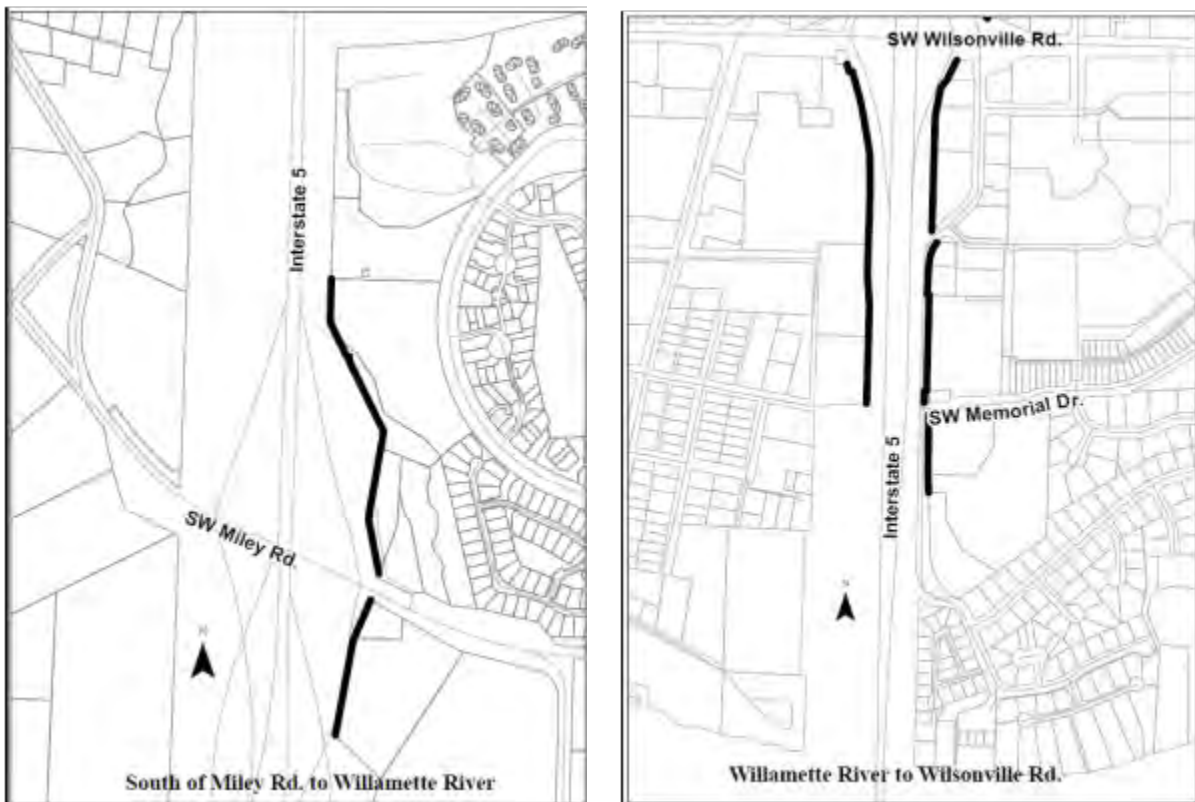 Interstate 5
SW Miley Rd.
N
South of Miley Rd. to Willamette River
SW Wilsonville Rd.
SW Memorial Dr.
Interstate 5
N
Willamette River to Wilsonville Rd.